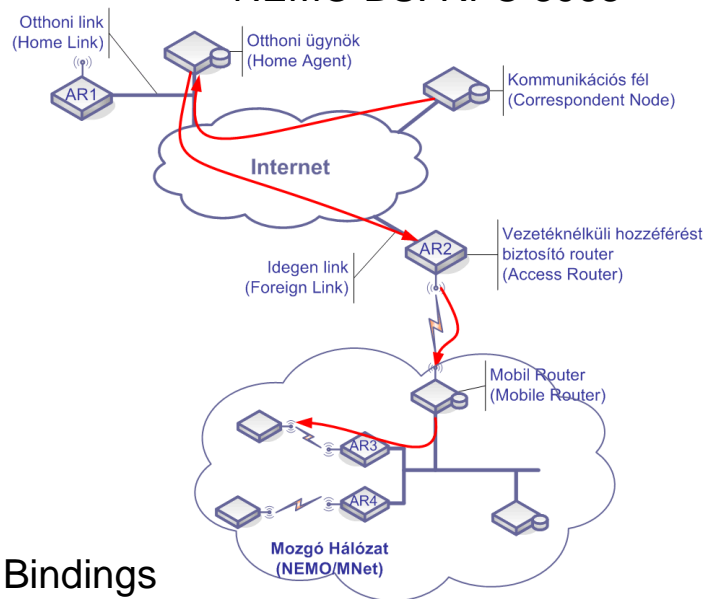 Otthoni link
(Home Link)
Otthoni ügynök
(Home Agent)
AR1
Kommunikációs fél
(Correspondent Node)
Internet
AR2
Vezetéknélküli hozzáférést
biztosító router
(Access Router)
Idegen link
(Foreign Link)
Mobil Router
(Mobile Router)
AR3
AR4
Mozgó Hálózat
(NEMO/MNet)
Bindings